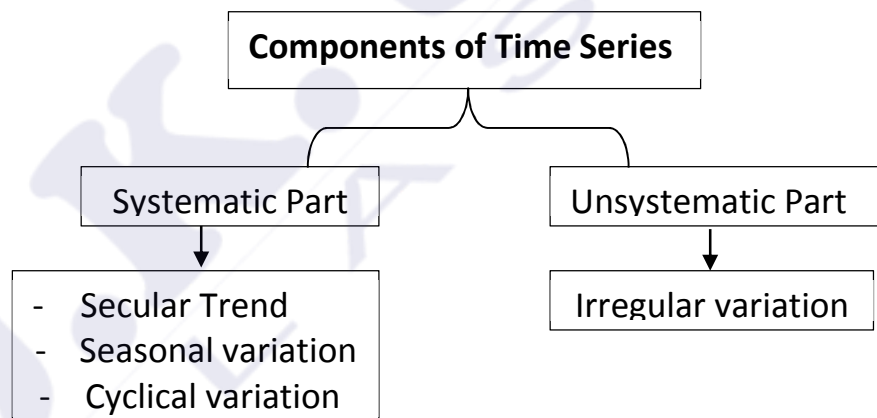 Components of Time Series
Systematic Part
Unsystematic Part
- Secular Trend
- Seasonal variation
- Cyclical variation
Irregular variation